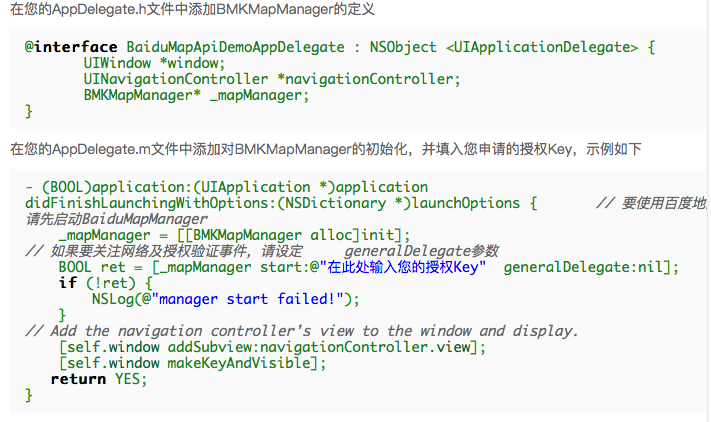 在您的AppDelegate.h文件中添加BMKMapManager的定义
@interface BaiduMapApiDemoAppDelegate : NSObject <UIApplicationDelegate> {
UIWindow *window;
UINavigationController *navigationController;
BMKMapManager* _mapManager;
}
在您的AppDelegate.m文件中添加对BMKMapManager的初始化，并填入您申请的授权Key，示例如下
- (BOOL)application:(UIApplication *)application
didFinishLaunchingWithOptions:(NSDictionary *)launchOptions { // 要使用百度地
请先启动BaiduMapManager
_mapManager = [[BMKMapManager alloc]init];
// 如果要关注网络及授权验证事件，请设定 generalDelegate参数
BOOL ret = [_mapManager start:@"在此处输入您的授权Key" generalDelegate:nil];
if (!ret) {
NSLog(@"manager start failed!");
}
// Add the navigation controller's view to the window and display.
[self.window addSubview:navigationController.view];
[self.window makeKeyAndVisible];
return YES;
}